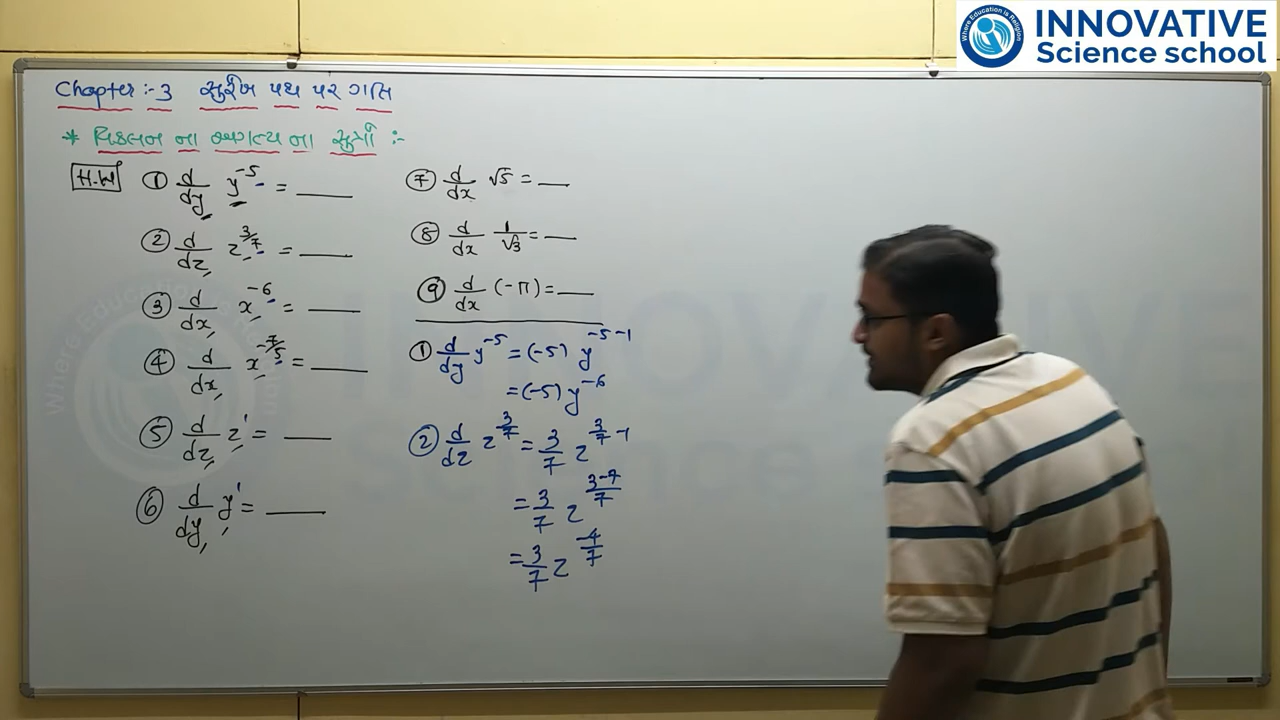 INNOVATIVE
Science school
Where Education is Religion
Chapter :- 3 સુરેખ પથ પર ગતિ
* વિકલન ના અગત્ય ના સુત્રો :-
H.W ① d/dy y^-5 = ____
② d/dz z^3/7 = ____
③ d/dx x^-6 = ____
④ d/dx x^-7/5 = ____
⑤ d/dz z^1 = ____
⑥ d/dy y^1 = ____
⑦ d/dx √5 = ____
⑧ d/dx 1/√3 = ____
⑨ d/dx (-π) = ____
① d/dy y^-5 = (-5) y^-5-1
= (-5) y^-6
② d/dz z^3/7 = 3/7 z^3/7-1
= 3/7 z^3-7/7
= 3/7 z^-4/7